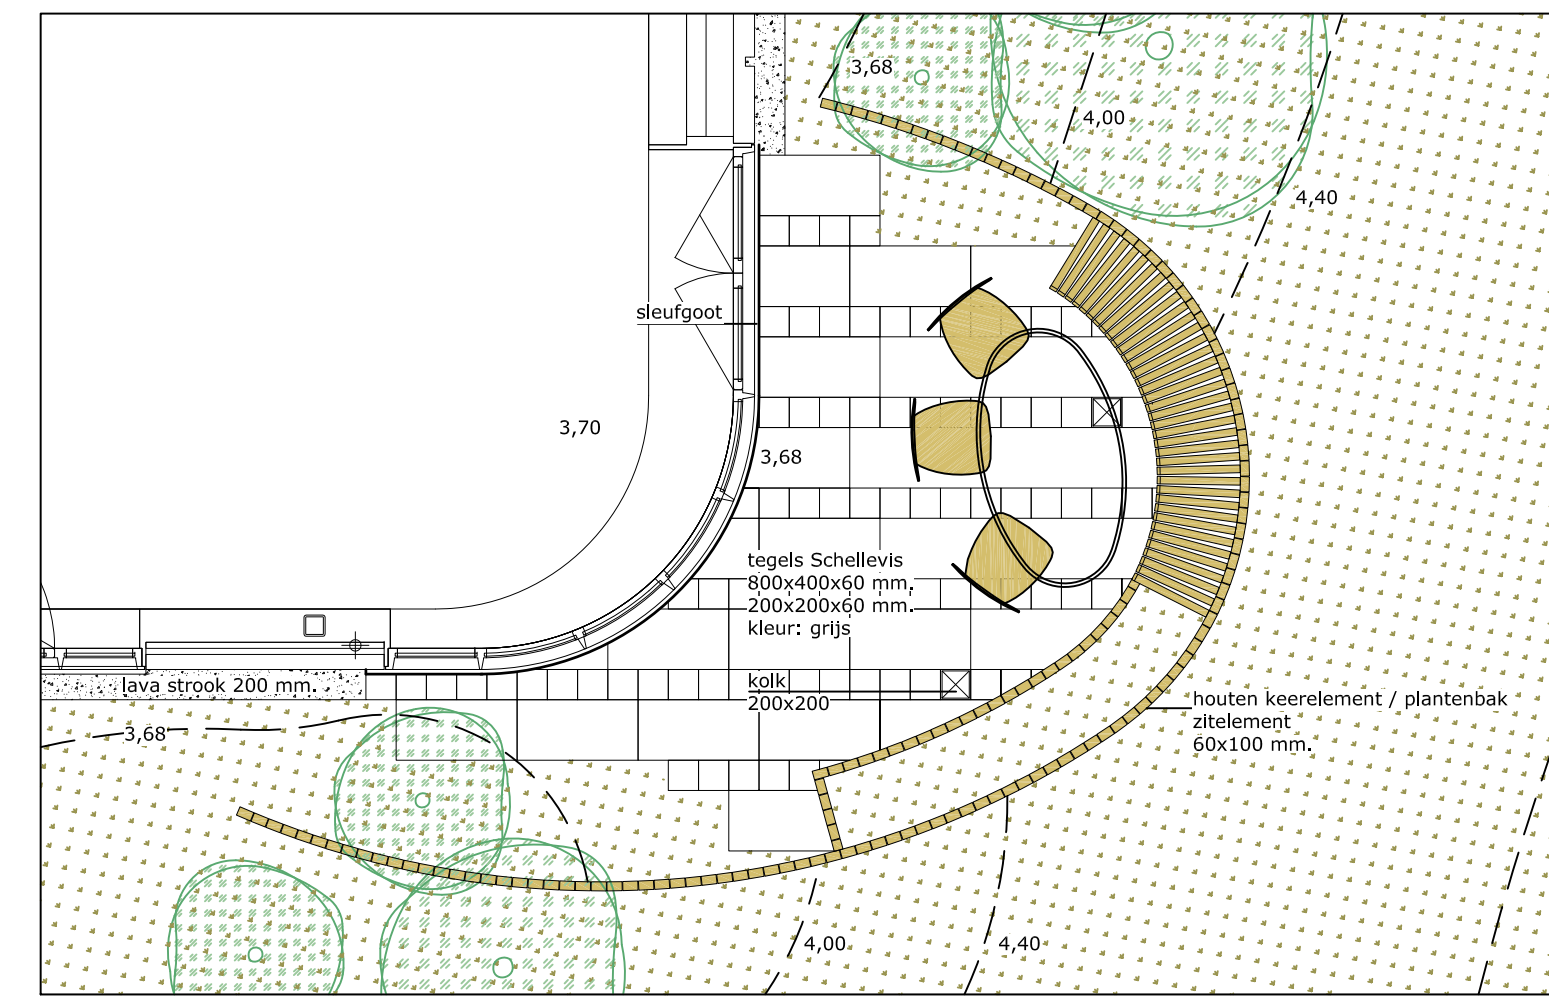 3,68
4,00
4,40
sleufgoot
3,70
3,68
tegels Schellevis
800x400x60 mm.
200x200x60 mm.
kleur: grijs
kolk
200x200
lava strook 200 mm.
houten keerelement / plantenbak
zitelement
60x100 mm.
3,68
4,00
4,40